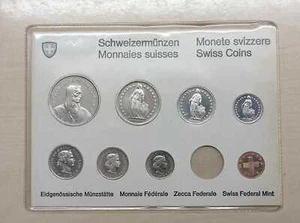 Schweizermünzen Monete svizzere
Monnaies suisses Swiss Coins
Eidgenössische Münzstätte Monnaie Fédérale Zecca Federale Swiss Federal Mint